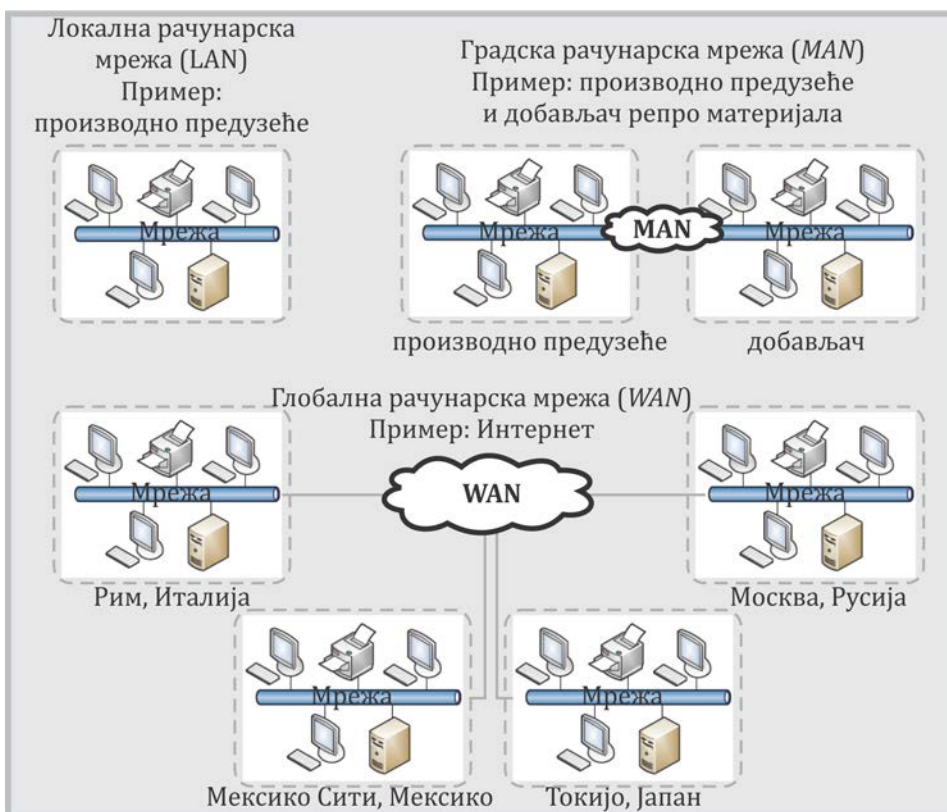 Локална рачунарска
мрежа (LAN)
Пример:
производно предузеће
Мрежа
Градска рачунарска мрежа (MAN)
Пример: производно предузеће
и добављач репро материјала
Мрежа
MAN
Мрежа
производно предузеће
добављач
Глобална рачунарска мрежа (WAN)
Пример: Интернет
Мрежа
WAN
Мрежа
Рим, Италија
Москва, Русија
Мрежа
Мрежа
Мексико Сити, Мексико
Токијо, Јапан